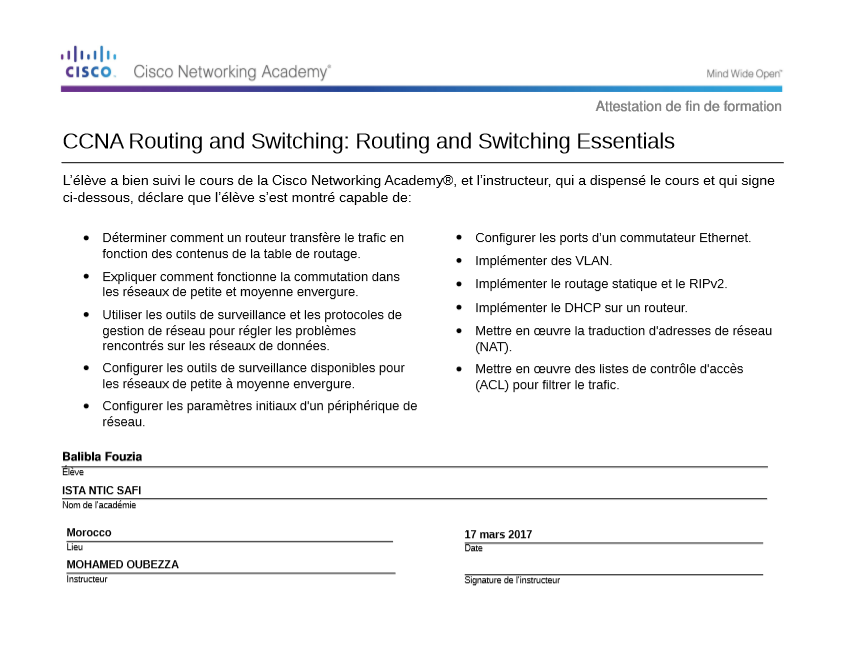 CISCO. Cisco Networking Academy® Mind Wide Open®
Attestation de fin de formation
CCNA Routing and Switching: Routing and Switching Essentials
L'élève a bien suivi le cours de la Cisco Networking Academy®, et l'instructeur, qui a dispensé le cours et qui signe
ci-dessous, déclare que l'élève s'est montré capable de:
• Déterminer comment un routeur transfère le trafic en
fonction des contenus de la table de routage.
• Expliquer comment fonctionne la commutation dans
les réseaux de petite et moyenne envergure.
• Utiliser les outils de surveillance et les protocoles de
gestion de réseau pour régler les problèmes
rencontrés sur les réseaux de données.
• Configurer les outils de surveillance disponibles pour
les réseaux de petite à moyenne envergure.
• Configurer les paramètres initiaux d'un périphérique de
réseau.
• Configurer les ports d'un commutateur Ethernet.
• Implémenter des VLAN.
• Implémenter le routage statique et le RIPv2.
• Implémenter le DHCP sur un routeur.
• Mettre en œuvre la traduction d'adresses de réseau
(NAT).
• Mettre en œuvre des listes de contrôle d'accès
(ACL) pour filtrer le trafic.
Balibla Fouzia
Élève
ISTA NTIC SAFI
Nom de l'académie
Morocco
Lieu
17 mars 2017
Date
MOHAMED OUBEZZA
Instructeur
Signature de l'instructeur